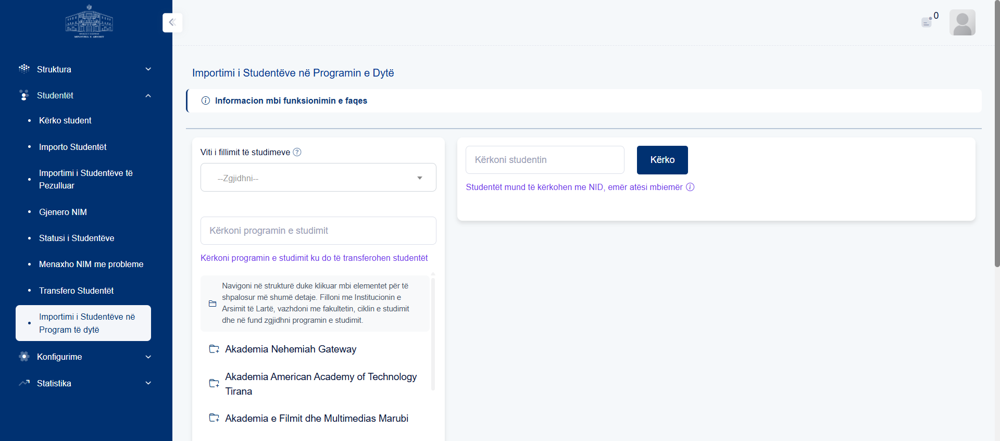 MINISTRIA E ARSIMIT
Struktura
Studentët
Kërko student
Importo Studentët
Importimi i Studentëve të
Pezulluar
Gjenero NIM
Statusi i Studentëve
Menaxho NIM me probleme
Transfero Studentët
Importimi i Studentëve në
Program të dytë
Konfigurime
Statistika
0
Importimi i Studentëve në Programin e Dytë
Informacion mbi funksionimin e faqes
Viti i fillimit të studimeve
--Zgjidhni--
Kërkoni programin e studimit
Kërkoni programin e studimit ku do të transferohen studentët
Navigoni në strukturë duke klikuar mbi elementet për të
shpalosur më shumë detaje. Filloni me Institucionin e
Arsimit të Lartë, vazhdoni me fakultetin, ciklin e studimit
dhe në fund zgjidhni programin e studimit.
Akademia Nehemiah Gateway
Akademia American Academy of Technology
Tirana
Akademia e Filmit dhe Multimedias Marubi
Kërkoni studentin
Kërko
Studentët mund të kërkohen me NID, emër atësi mbiemër